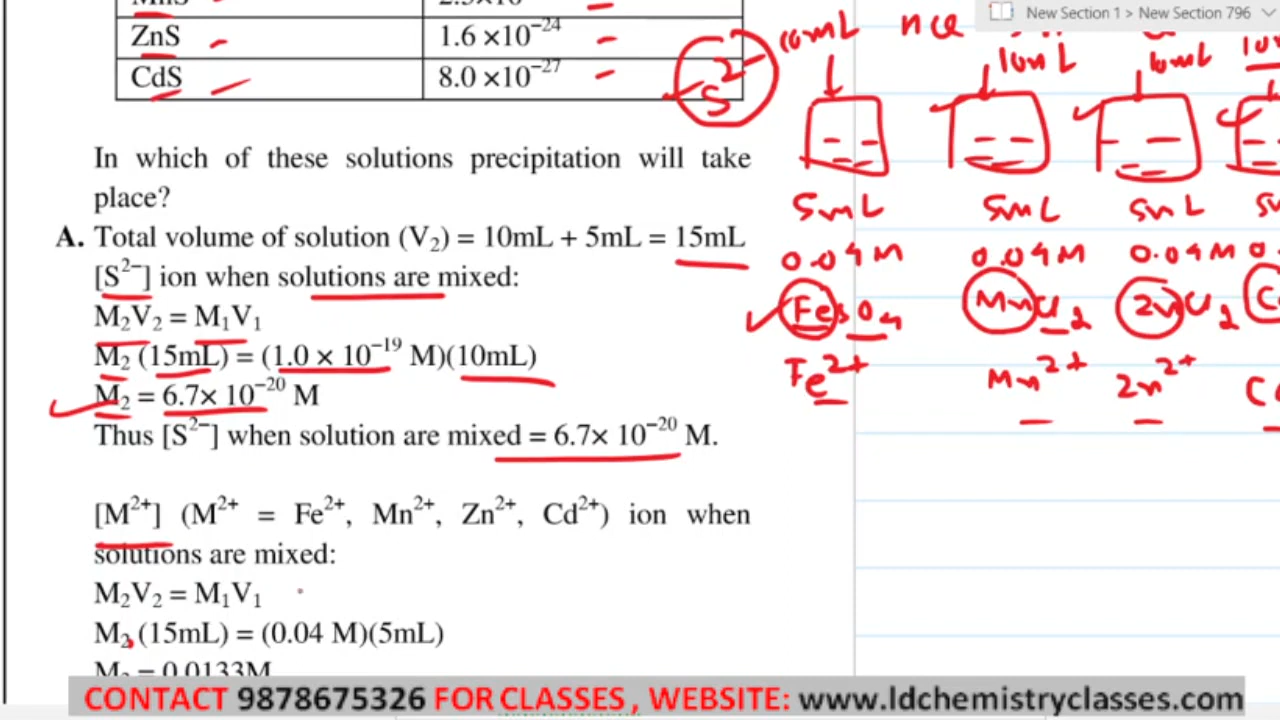 New Section 1 > New Section 796
ZnS
1.6 ×10⁻²⁴
CdS
8.0 ×10⁻²⁷
S²⁻
10mL
10mL
In which of these solutions precipitation will take
place?
A. Total volume of solution (V₂) = 10mL + 5mL = 15mL
[S²⁻] ion when solutions are mixed:
M₂V₂ = M₁V₁
M₂ (15mL) = (1.0 × 10⁻¹⁹ M)(10mL)
M₂ = 6.7× 10⁻²⁰ M
Thus [S²⁻] when solution are mixed = 6.7× 10⁻²⁰ M.
[M²⁺] (M²⁺ = Fe²⁺, Mn²⁺, Zn²⁺, Cd²⁺) ion when
solutions are mixed:
M₂V₂ = M₁V₁
M₂ (15mL) = (0.04 M)(5mL)
M₂ = 0.0133M
5mL 5mL 5mL
0.04M 0.04M 0.04M
FeSO₄ MnCl₂ ZnCl₂
Fe²⁺ Mn²⁺ Zn²⁺
CONTACT 9878675326 FOR CLASSES , WEBSITE: www.ldchemistryclasses.com